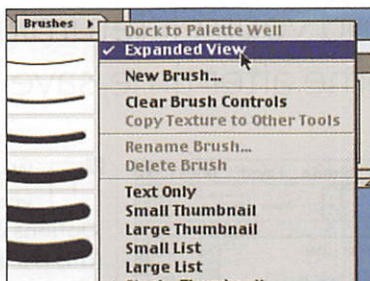 Brushes
Dock to Palette Well
✓ Expanded View
New Brush...
Clear Brush Controls
Copy Texture to Other Tools
Rename Brush...
Delete Brush
Text Only
Small Thumbnail
Large Thumbnail
Small List
Large List